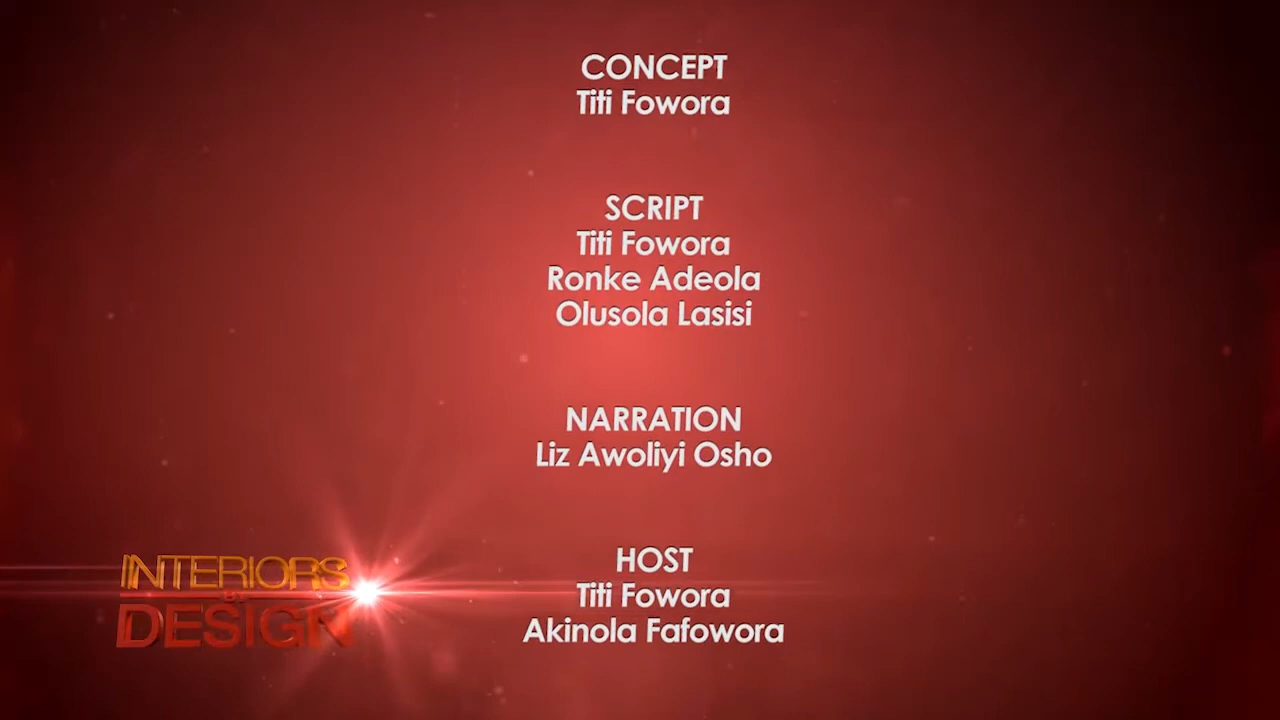 CONCEPT
Titi Fowora
SCRIPT
Titi Fowora
Ronke Adeola
Olusola Lasisi
NARRATION
Liz Awoliyi Osho
HOST
Titi Fowora
Akinola Fafowora
INTERIORS
BY
DESIGN